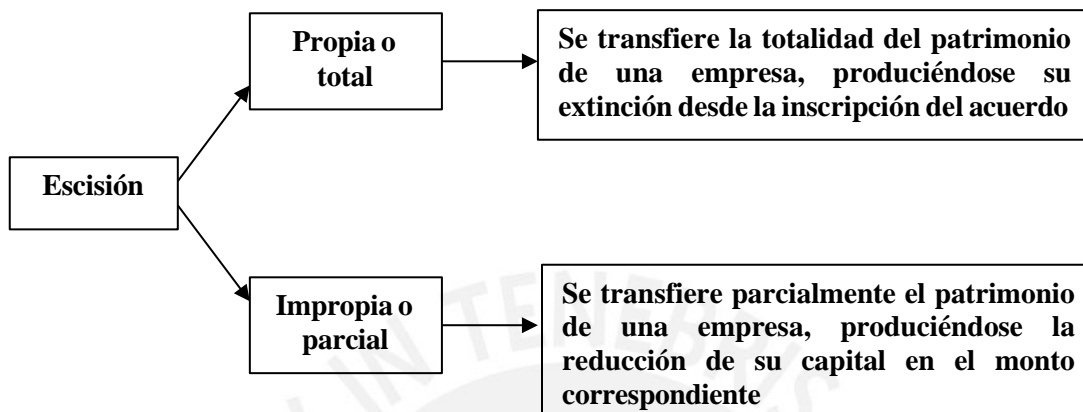 Propia o
total
Se transfiere la totalidad del patrimonio
de una empresa, produciéndose su
extinción desde la inscripción del acuerdo
Escisión
Impropia o
parcial
Se transfiere parcialmente el patrimonio
de una empresa, produciéndose la
reducción de su capital en el monto
correspondiente
IN TENEBRIS